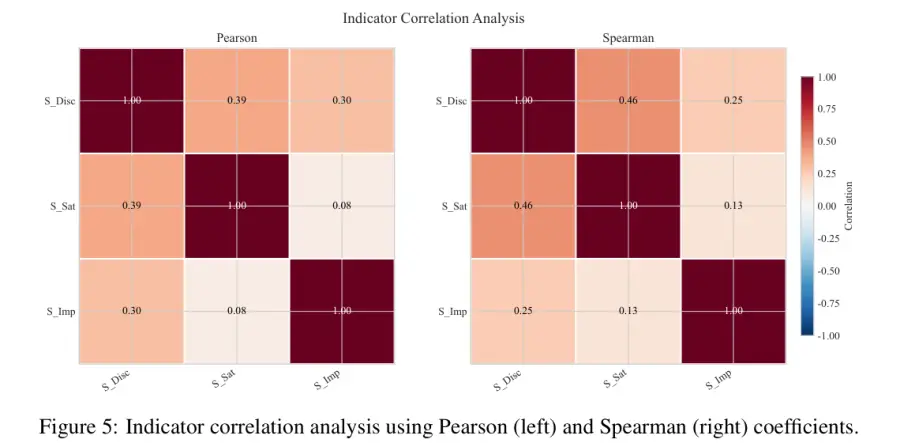 Indicator Correlation Analysis
Pearson
Spearman
S_Disc
1.00
0.39
0.30
S_Sat
0.39
1.00
0.08
S_Imp
0.30
0.08
1.00
S_Disc
S_Sat
S_Imp
S_Disc
1.00
0.46
0.25
S_Sat
0.46
1.00
0.13
S_Imp
0.25
0.13
1.00
S_Disc
S_Sat
S_Imp
1.00
0.75
0.50
0.25
0.00
-0.25
-0.50
-0.75
-1.00
Correlation
Figure 5: Indicator correlation analysis using Pearson (left) and Spearman (right) coefficients.